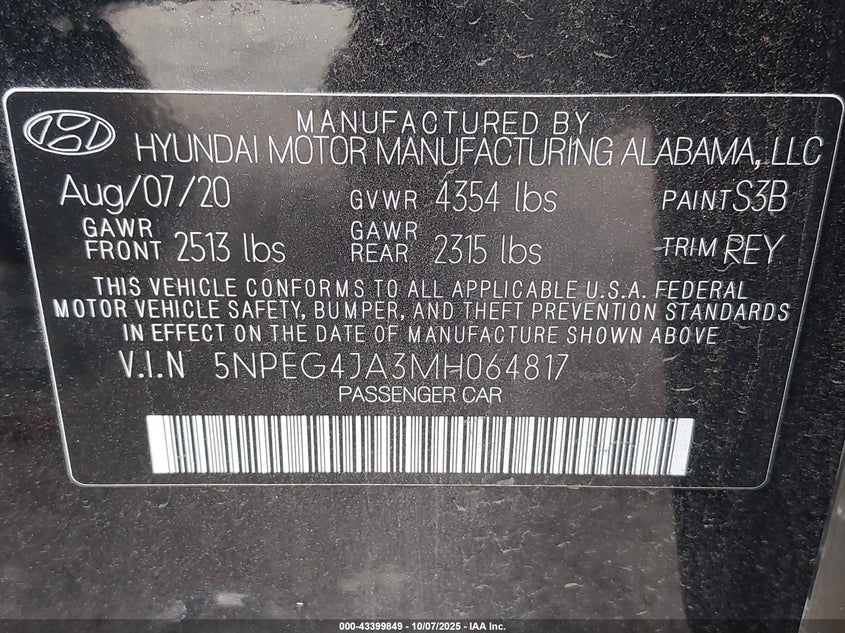 MANUFACTURED BY
HYUNDAI MOTOR MANUFACTURING ALABAMA, LLC
Aug/07/20 GVWR 4354 lbs PAINT S3B
GAWR FRONT 2513 lbs GAWR REAR 2315 lbs TRIM REY
THIS VEHICLE CONFORMS TO ALL APPLICABLE U.S.A. FEDERAL
MOTOR VEHICLE SAFETY, BUMPER, AND THEFT PREVENTION STANDARDS
IN EFFECT ON THE DATE OF MANUFACTURE SHOWN ABOVE
V.I.N 5NPEG4JA3MH064817
PASSENGER CAR
000-43399849 - 10/07/2025 - IAA Inc.